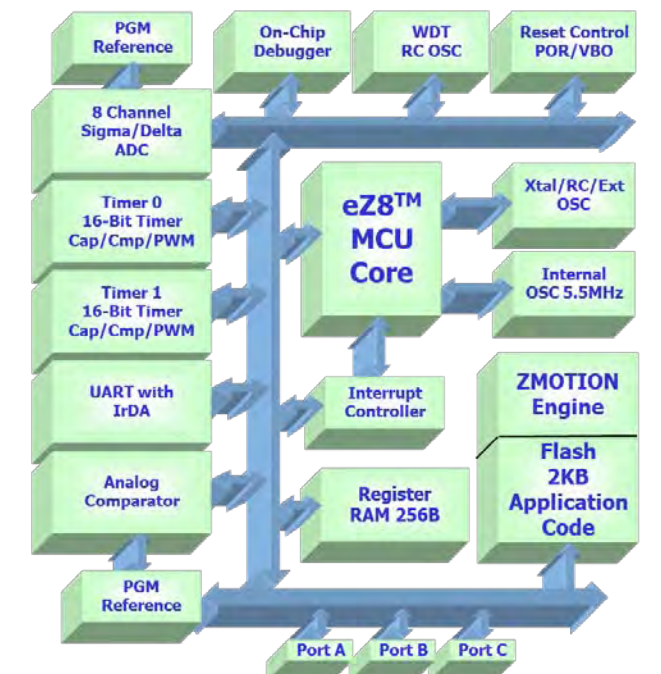 PGM
Reference
On-Chip
Debugger
WDT
RC OSC
Reset Control
POR/VBO
8 Channel
Sigma/Delta
ADC
Timer 0
16-Bit Timer
Cap/Cmp/PWM
eZ8™
MCU
Core
Xtal/RC/Ext
OSC
Internal
OSC 5.5MHz
Timer 1
16-Bit Timer
Cap/Cmp/PWM
UART with
IrDA
Interrupt
Controller
ZMOTION
Engine
Flash
2KB
Application
Code
Analog
Comparator
Register
RAM 256B
PGM
Reference
Port A
Port B
Port C